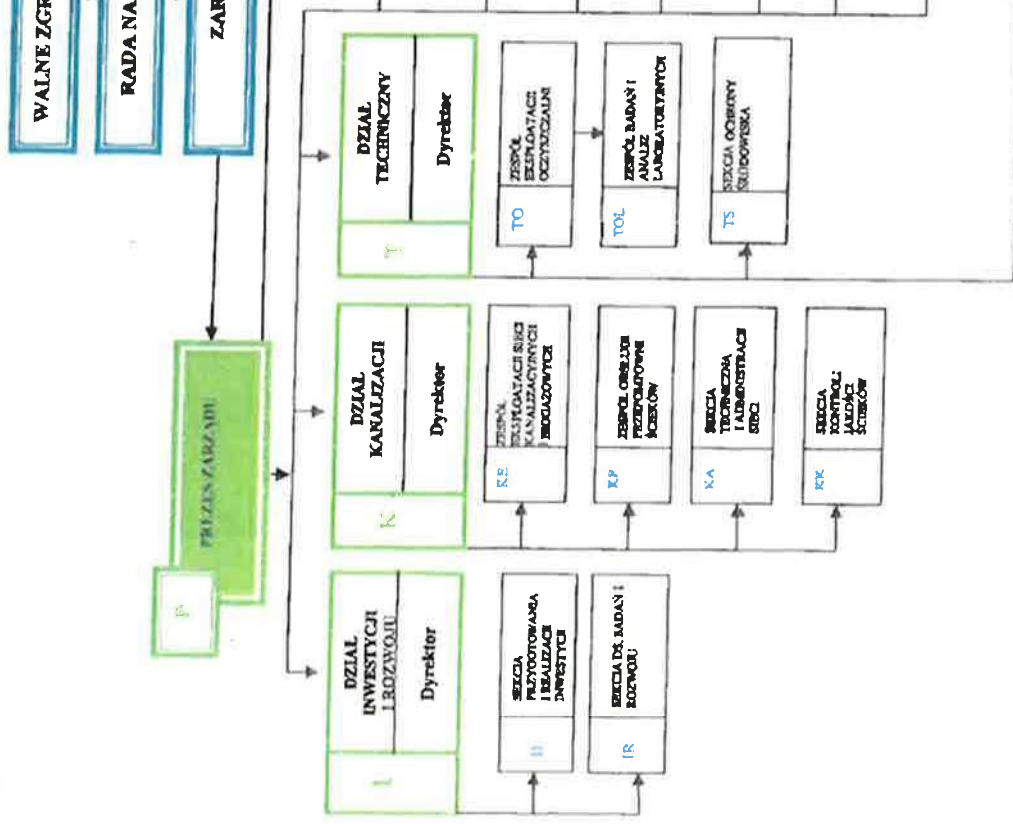 WALNE ZGR
RADA NA
ZAR
P
PREZES ZARZĄDU
I
DZIAŁ
INWESTYCJI
I ROZWOJU
Dyrektor
II
SEKCJA
PRZYGOTOWANIA
I REALIZACJI
INWESTYCJI
IR
SEKCJA DS. BADAŃ I
ROZWOJU
K
DZIAŁ
KANALIZACJI
Dyrektor
KE
ZESPÓŁ
EKSPLOATACJI SIECI
KANALIZACYJNYCH
I BIOGAZOWYCH
KP
ZESPÓŁ OBSŁUGI
PRZEPOMPOWNI
ŚCIEKÓW
KA
SEKCJA
TECHNICZNA
I ADMINISTRACJI
SIECI
KK
SEKCJA
KONTROLI
JAKOŚCI
ŚCIEKÓW
T
DZIAŁ
TECHNICZNY
Dyrektor
TO
ZESPÓŁ
EKSPLOATACJI
OCZYSZCZALNI
TOL
ZESPÓŁ BADAŃ I
ANALIZ
LABORATORYJNYCH
TS
SEKCJA OCHRONY
ŚRODOWISKA